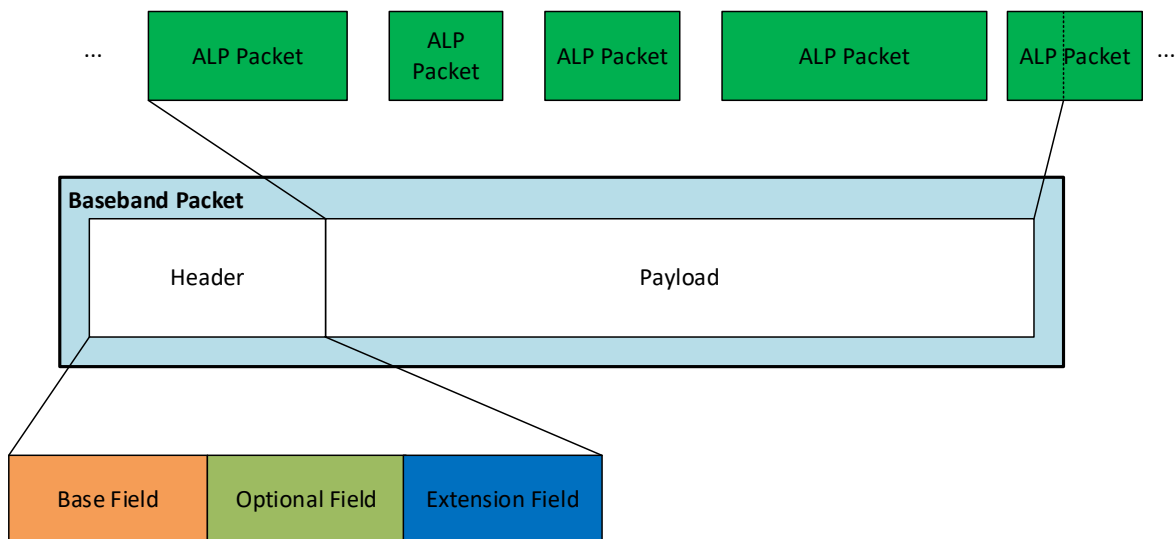 ... ALP Packet ALP Packet ALP Packet ALP Packet ALP Packet ...
Baseband Packet
Header Payload
Base Field Optional Field Extension Field